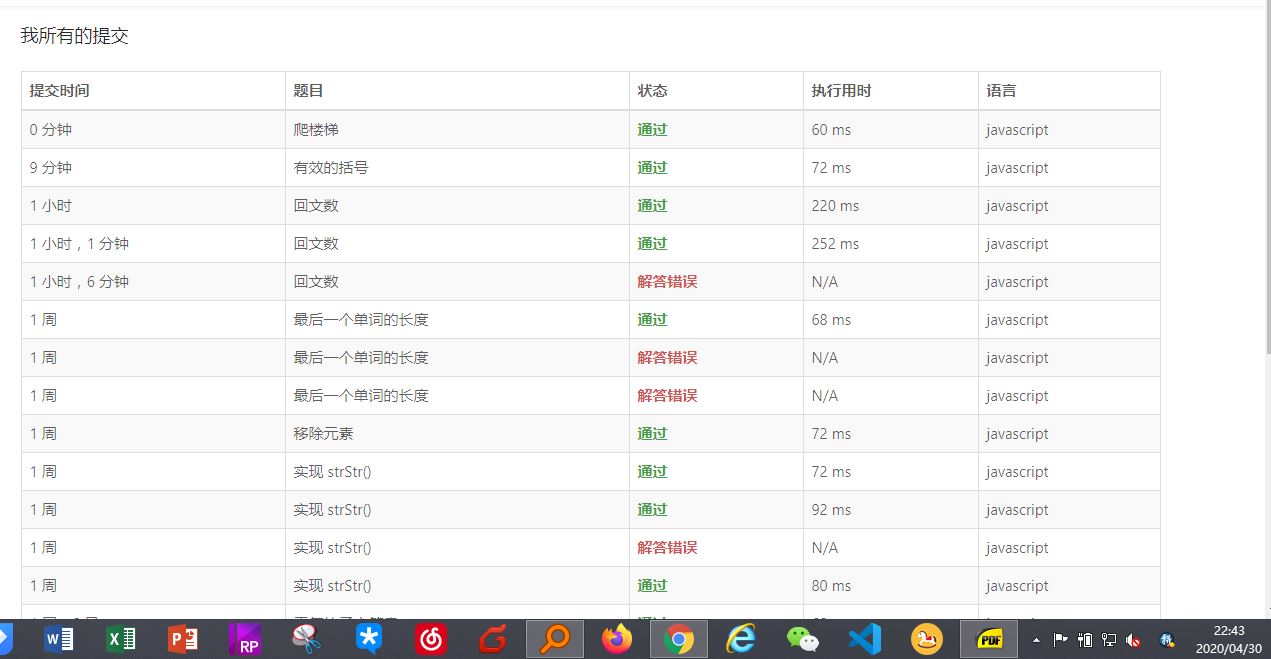 我所有的提交
提交时间 题目 状态 执行用时 语言
0 分钟 爬楼梯 通过 60 ms javascript
9 分钟 有效的括号 通过 72 ms javascript
1 小时 回文数 通过 220 ms javascript
1 小时，1 分钟 回文数 通过 252 ms javascript
1 小时，6 分钟 回文数 解答错误 N/A javascript
1 周 最后一个单词的长度 通过 68 ms javascript
1 周 最后一个单词的长度 解答错误 N/A javascript
1 周 最后一个单词的长度 解答错误 N/A javascript
1 周 移除元素 通过 72 ms javascript
1 周 实现 strStr() 通过 72 ms javascript
1 周 实现 strStr() 通过 92 ms javascript
1 周 实现 strStr() 解答错误 N/A javascript
1 周 实现 strStr() 通过 80 ms javascript
W X P RP PDF
22:43
2020/04/30